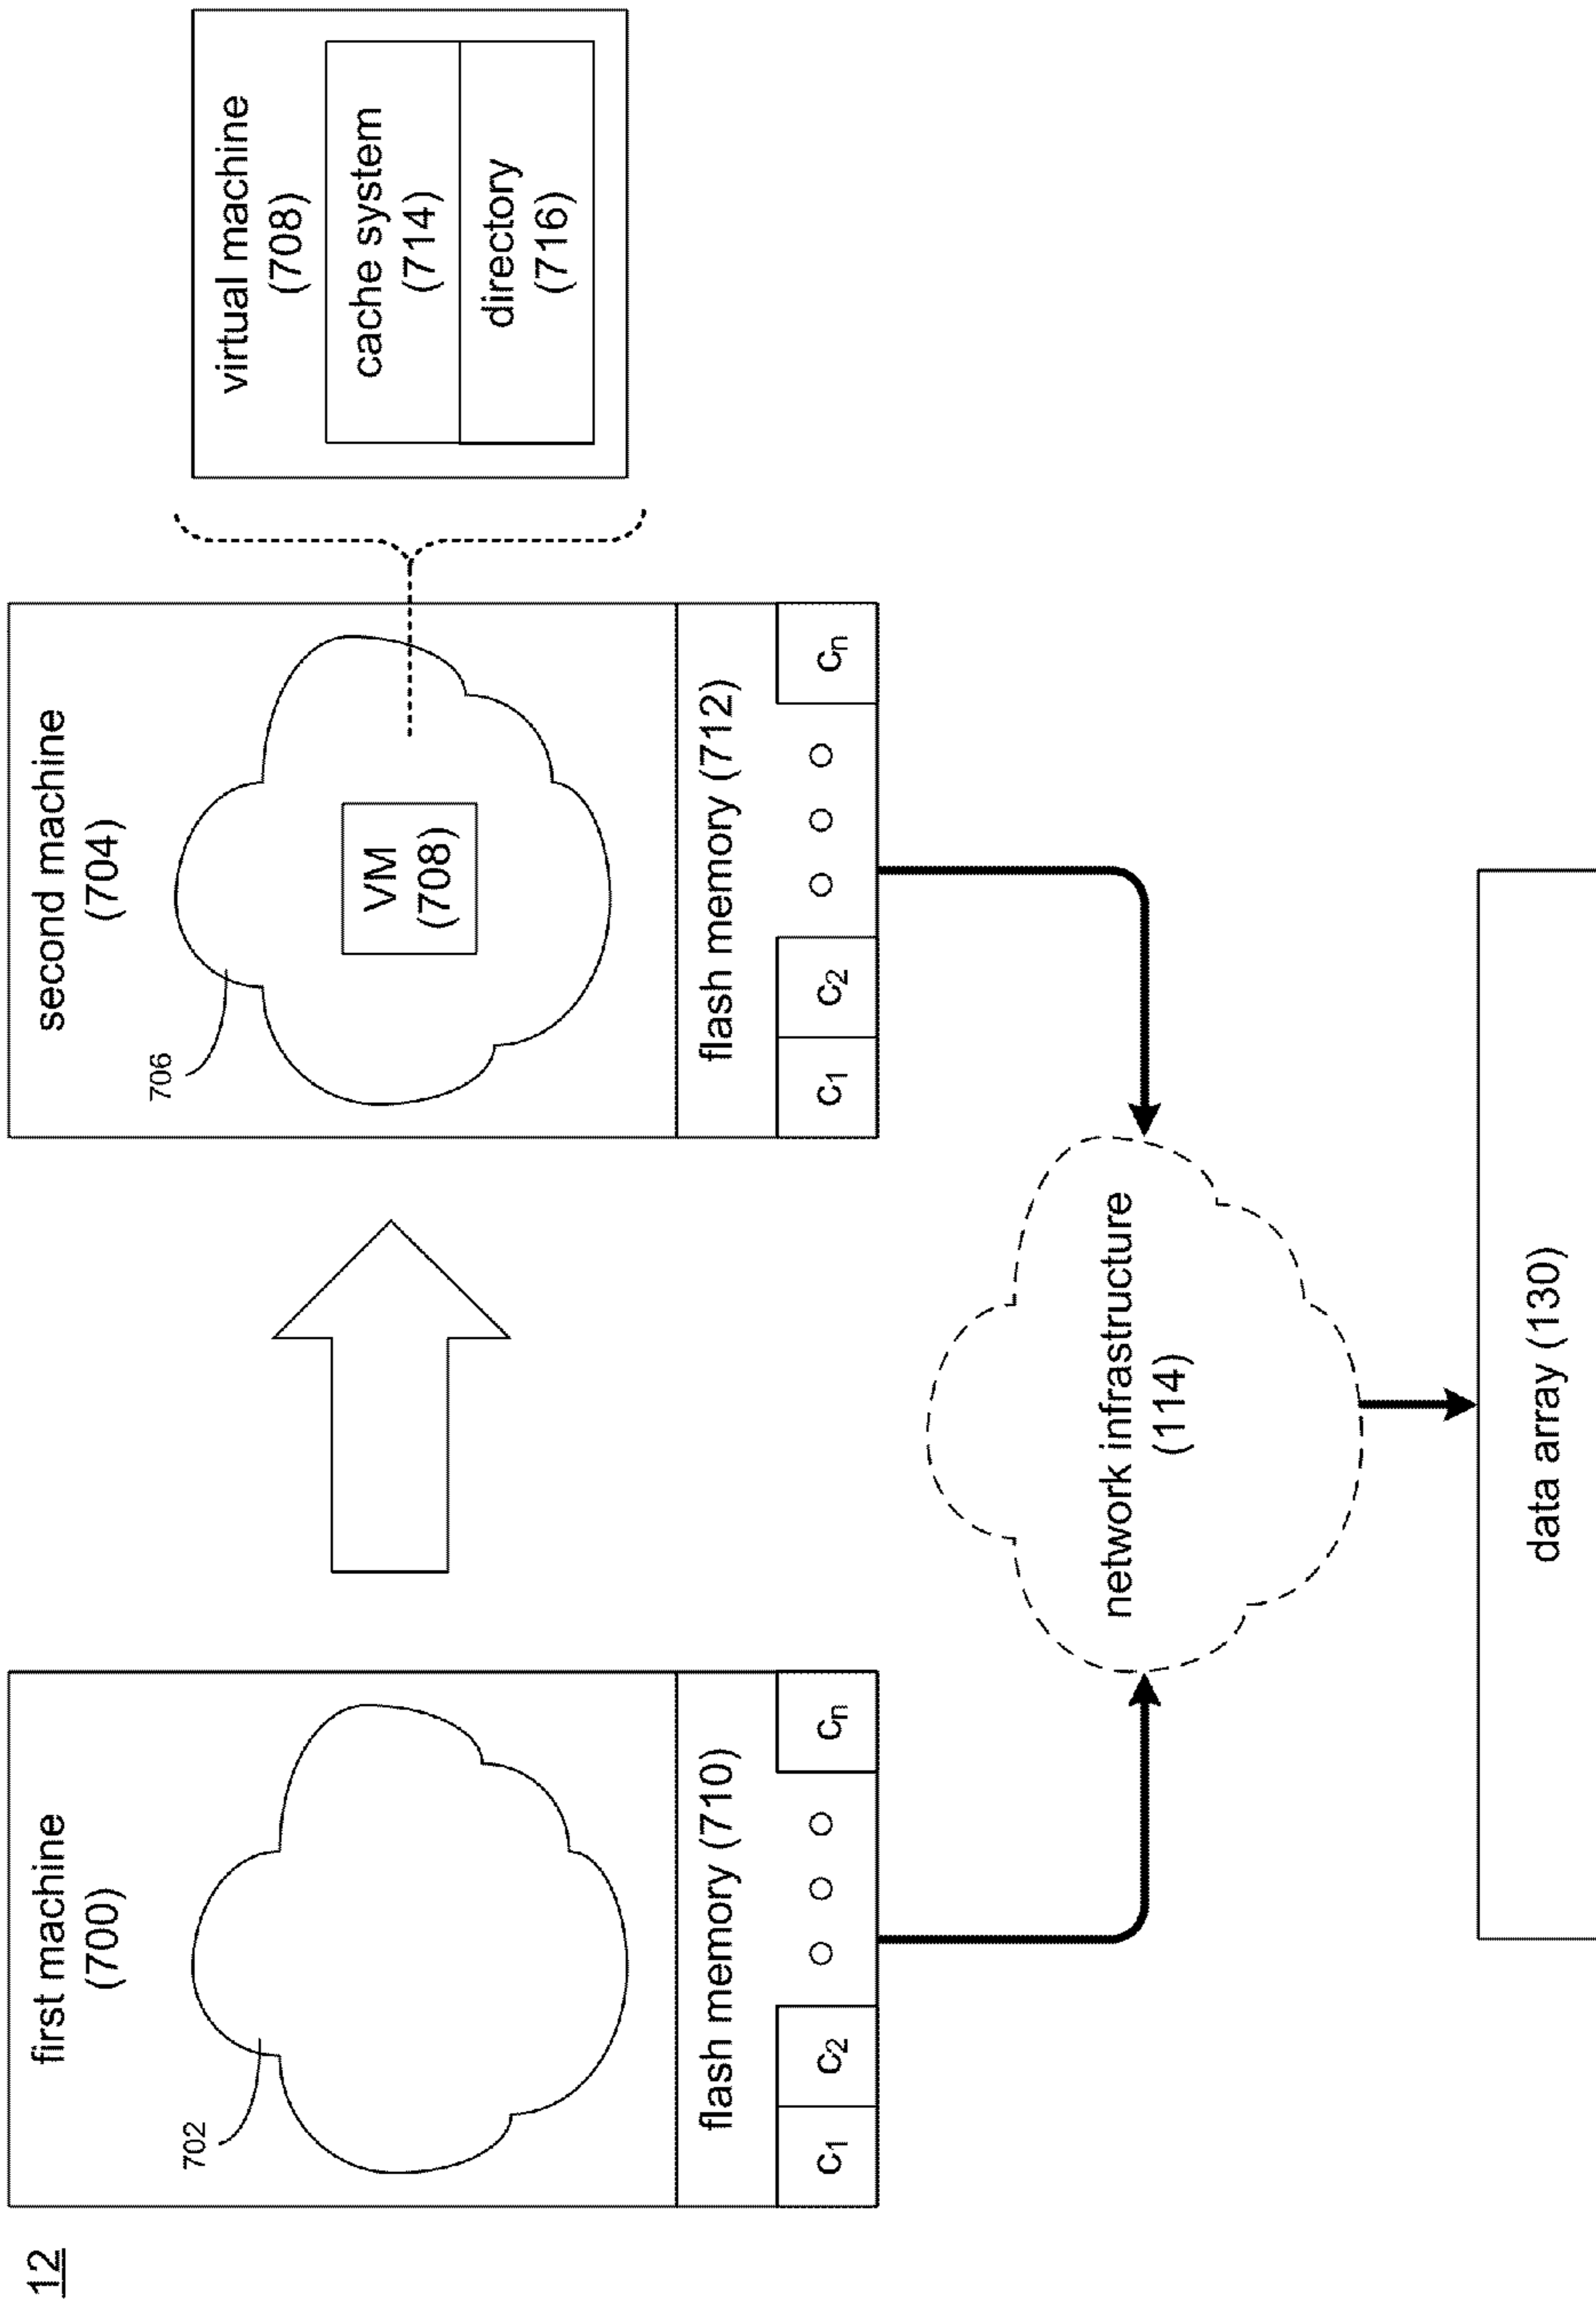 12
first machine
(700)
702
flash memory (710)
c1
c2
cn
second machine
(704)
706
VM
(708)
flash memory (712)
c1
c2
cn
virtual machine
(708)
cache system
(714)
directory
(716)
network infrastructure
(114)
data array (130)